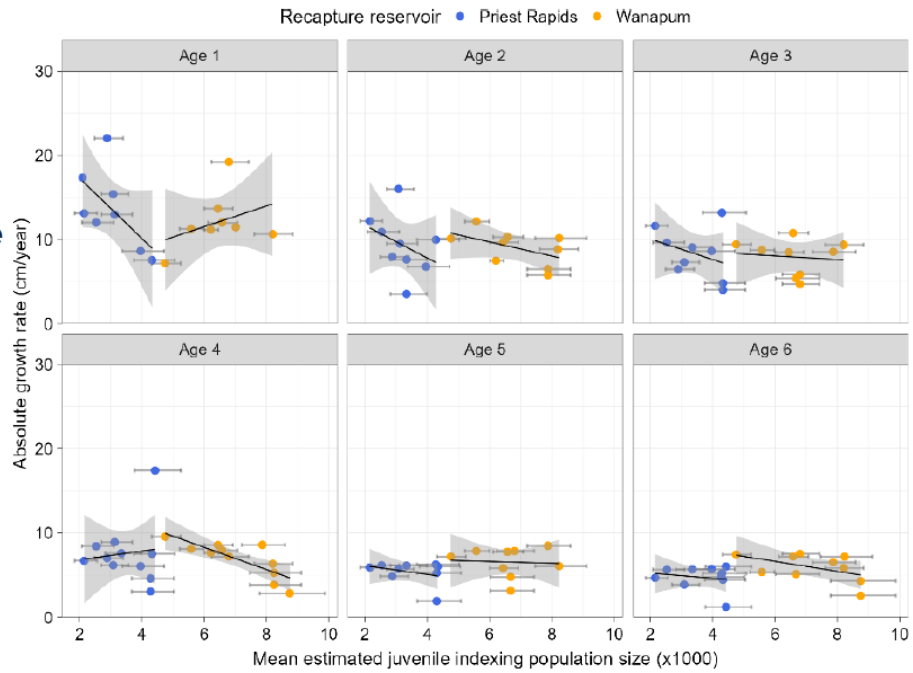 Recapture reservoir Priest Rapids Wanapum
Age 1 Age 2 Age 3
30
20
10
0
Age 4 Age 5 Age 6
30
20
10
0
2 4 6 8 10 2 4 6 8 10 2 4 6 8 10
Absolute growth rate (cm/year)
Mean estimated juvenile indexing population size (x1000)